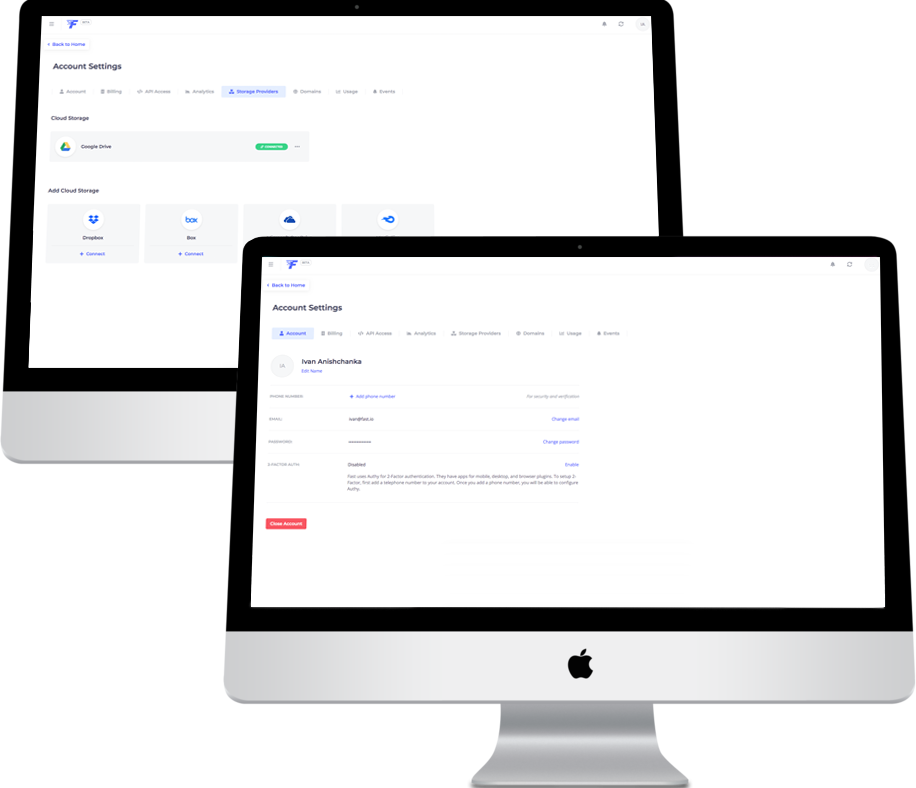 BETA
IA
Back to Home
Account Settings
Account Billing API Access Analytics Storage Providers Domains Usage Events
Cloud Storage
Google Drive CONNECTED
Add Cloud Storage
Dropbox box Box
+ Connect + Connect
BETA
Back to Home
Account Settings
Account Billing API Access Analytics Storage Providers Domains Usage Events
IA Ivan Anishchanka
Edit Name
PHONE NUMBER: + Add phone number For security and verification
EMAIL: ivan@fast.io Change email
PASSWORD: Change password
2-FACTOR AUTH: Disabled Enable
Fast uses Authy for 2-Factor authentication. They have apps for mobile, desktop, and browser plugins. To setup 2-
Factor, first add a telephone number to your account. Once you add a phone number, you will be able to configure
Authy.
Close Account